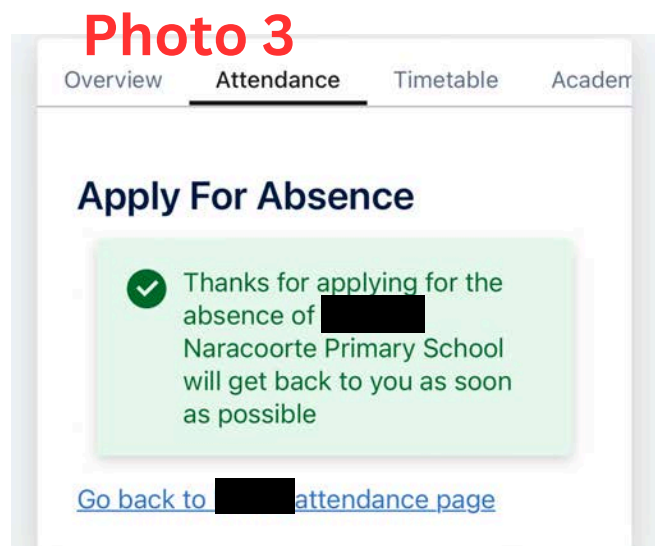 Photo 3
Overview Attendance Timetable Academ
Apply For Absence
Thanks for applying for the
absence of
Naracoorte Primary School
will get back to you as soon
as possible
Go back to attendance page